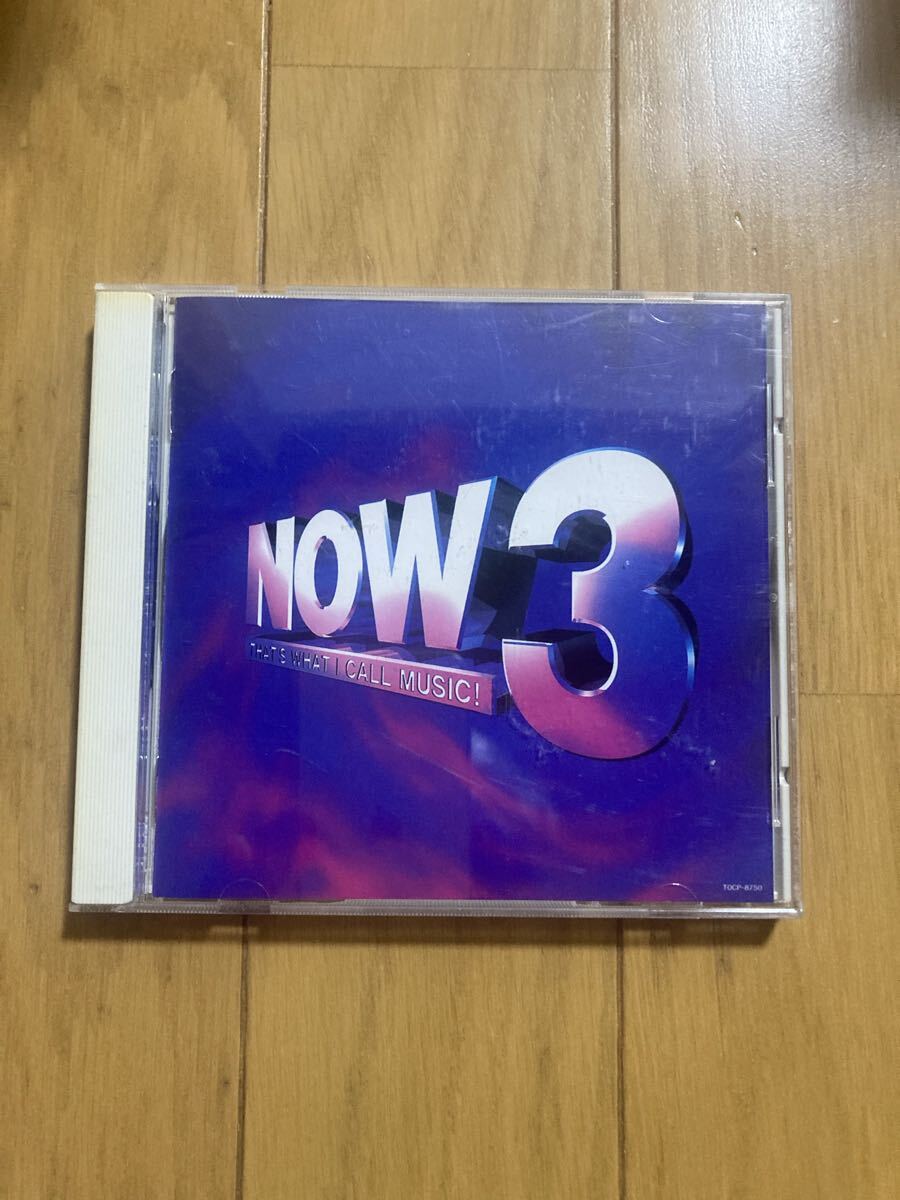 NOW 3
THAT'S WHAT I CALL MUSIC!
TOCP-8750